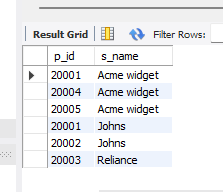 Result Grid Filter Rows:
p_id s_name
20001 Acme widget
20004 Acme widget
20005 Acme widget
20001 Johns
20002 Johns
20003 Reliance